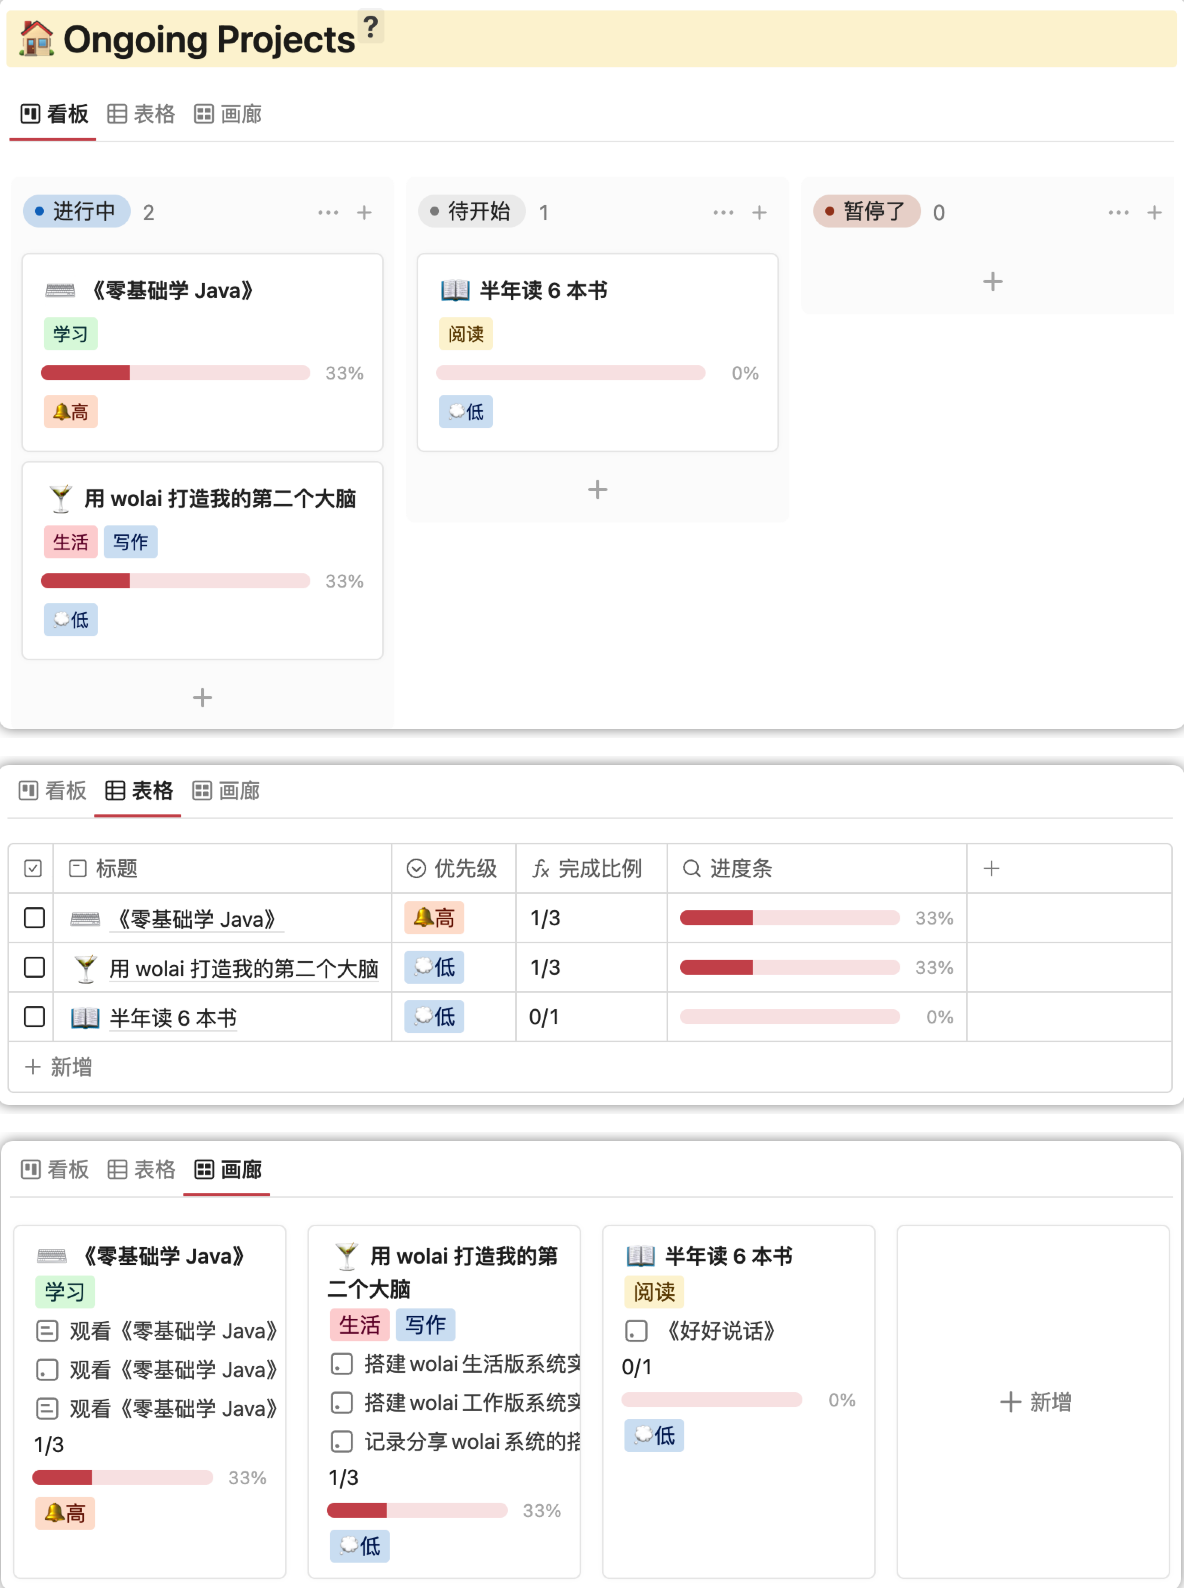 Ongoing Projects ?
看板 表格 画廊
进行中 2 待开始 1 暂停了 0
《零基础学 Java》
学习
33%
高
用 wolai 打造我的第二个大脑
生活 写作
33%
低
半年读 6 本书
阅读
0%
低
看板 表格 画廊
标题 优先级 fx 完成比例 进度条
《零基础学 Java》 高 1/3 33%
用 wolai 打造我的第二个大脑 低 1/3 33%
半年读 6 本书 低 0/1 0%
新增
看板 表格 画廊
《零基础学 Java》
学习
观看《零基础学 Java》
观看《零基础学 Java》
观看《零基础学 Java》
1/3
33%
高
用 wolai 打造我的第
二个大脑
生活 写作
搭建 wolai 生活版系统实
搭建 wolai 工作版系统实
记录分享 wolai 系统的搭
1/3
33%
低
半年读 6 本书
阅读
《好好说话》
0/1
0%
低
新增